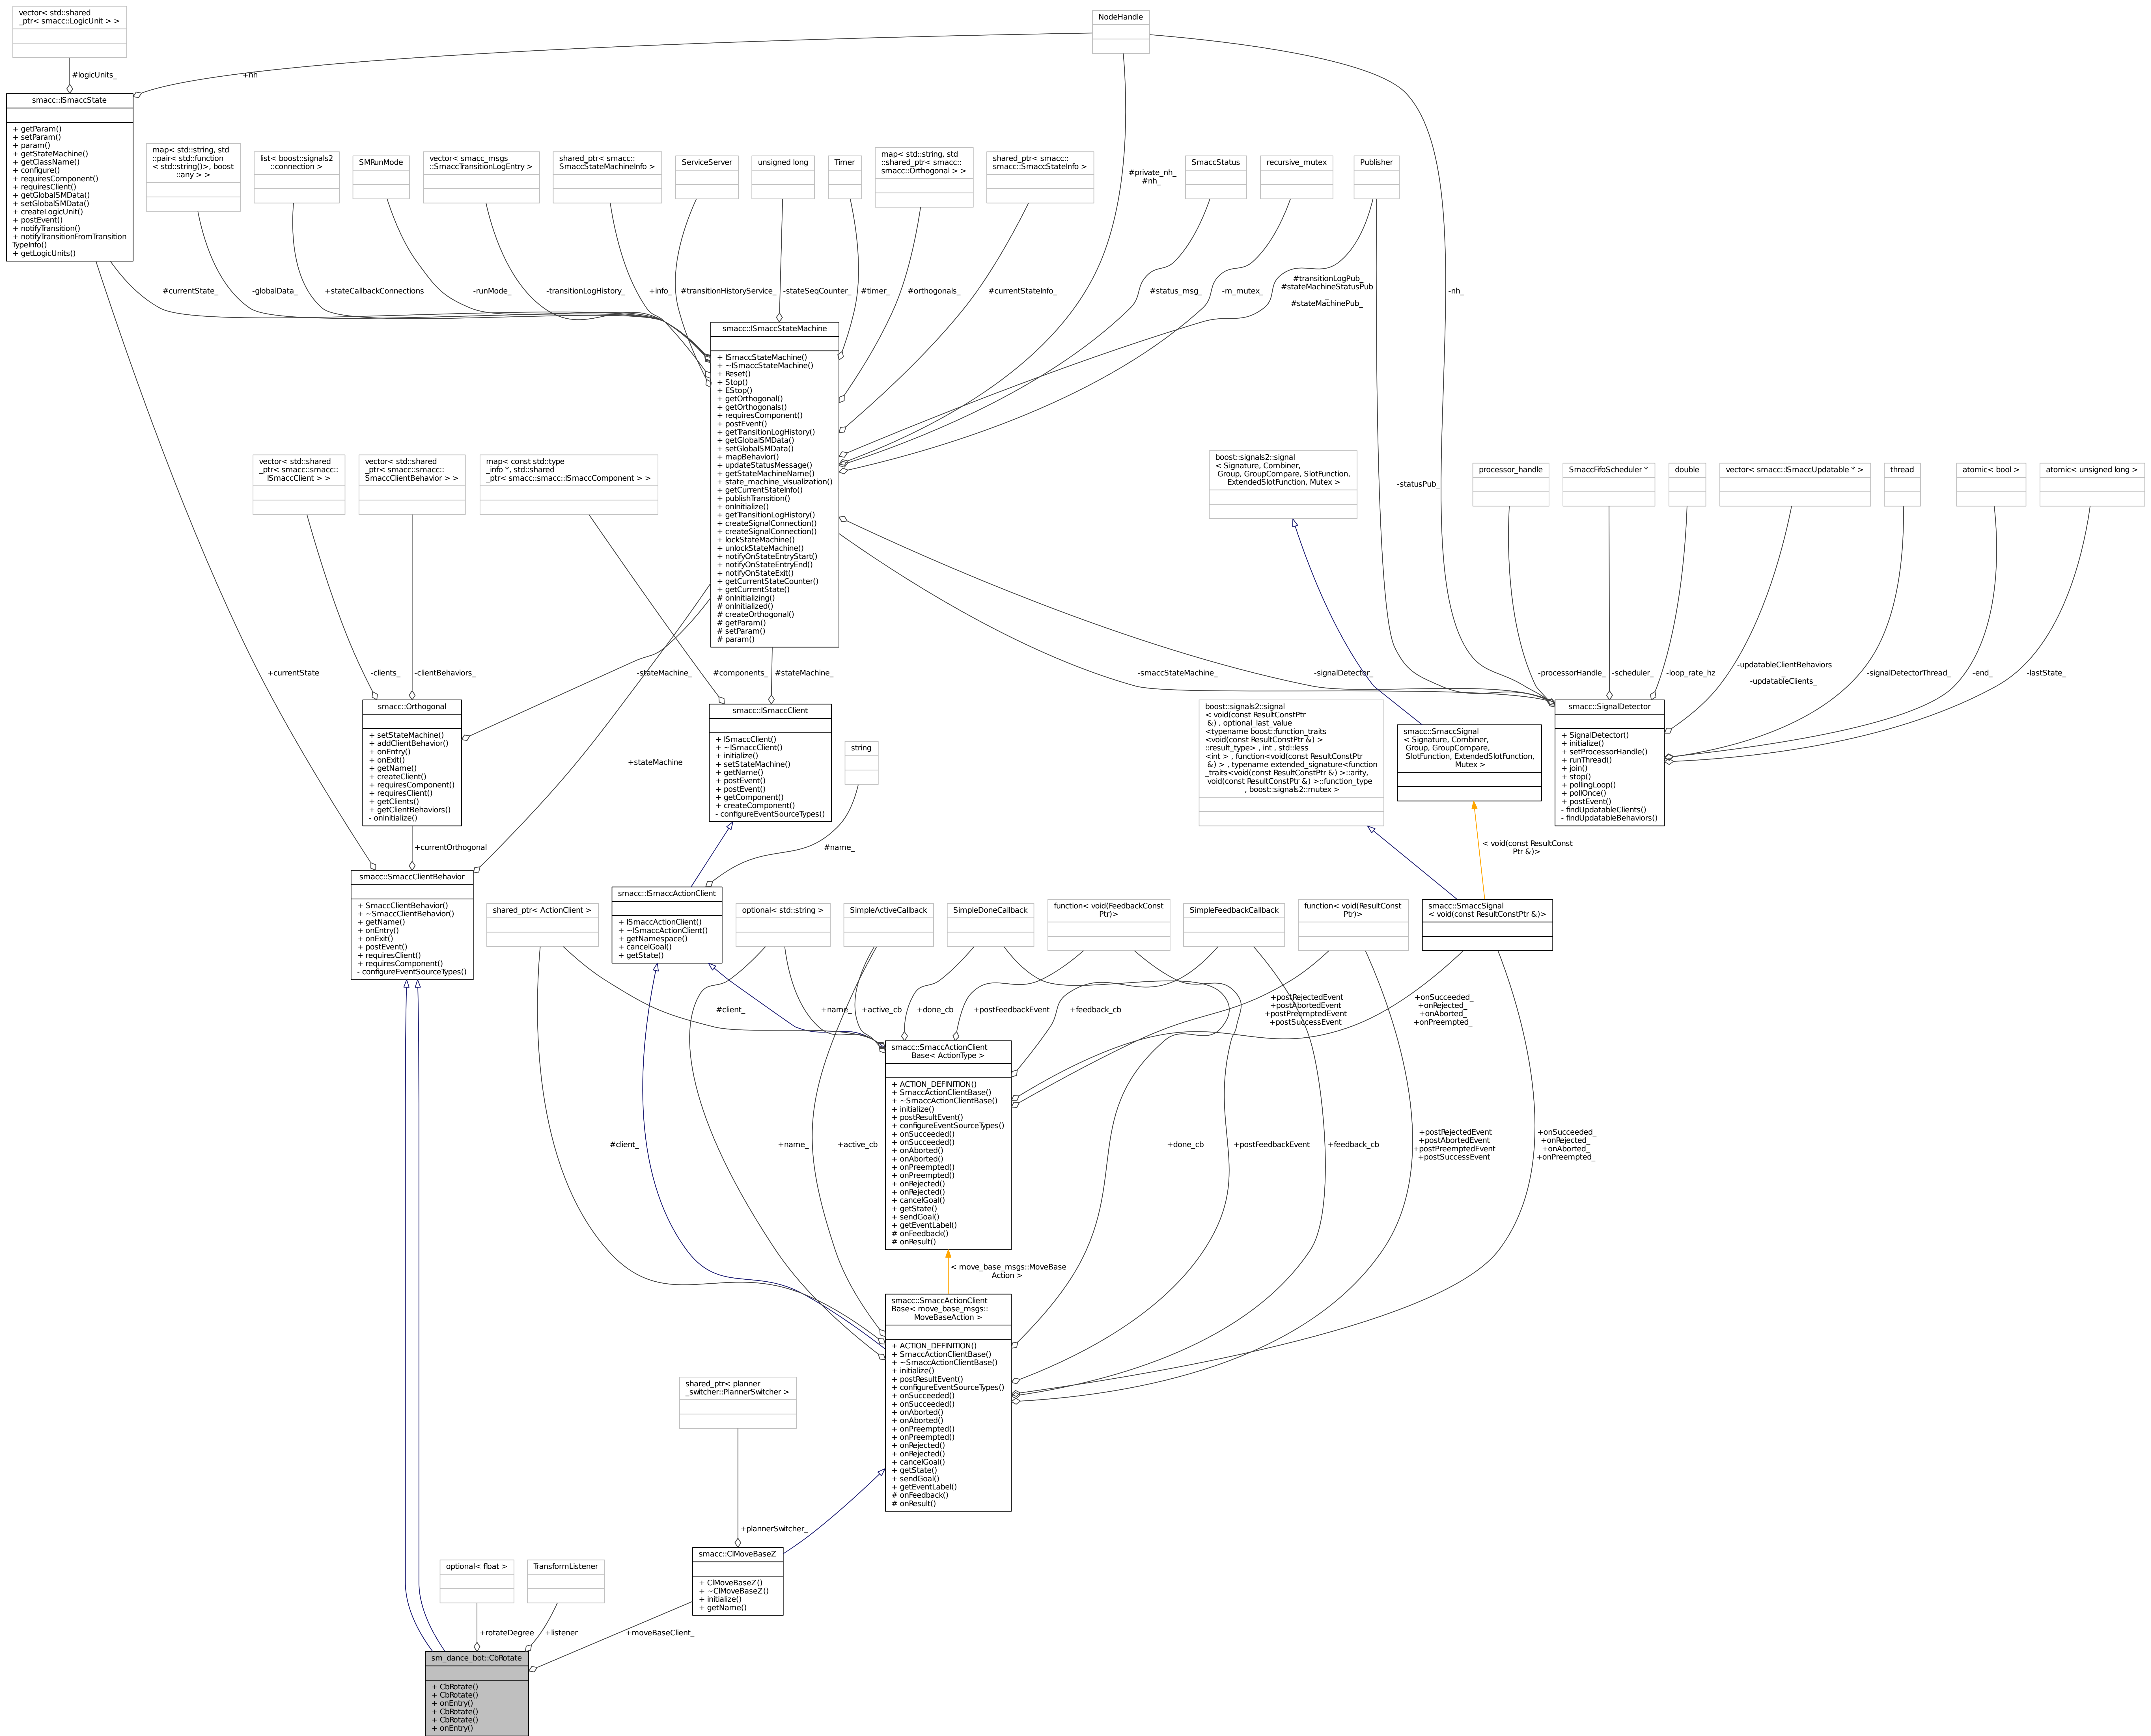 vector< std::shared
_ptr< smacc::LogicUnit > >
NodeHandle
#logicUnits_
+nh
smacc::ISmaccState
+ getParam()
+ setParam()
+ param()
+ getStateMachine()
+ getClassName()
+ configure()
+ requiresComponent()
+ requiresClient()
+ getGlobalSMData()
+ setGlobalSMData()
+ createLogicUnit()
+ postEvent()
+ notifyTransition()
+ notifyTransitionFromTransition
TypeInfo()
+ getLogicUnits()
map< std::string, std
::pair< std::function
< std::string()>, boost
::any > >
list< boost::signals2
::connection >
SMRunMode
vector< smacc_msgs
::SmaccTransitionLogEntry >
shared_ptr< smacc::
SmaccStateMachineInfo >
ServiceServer
unsigned long
Timer
map< std::string, std
::shared_ptr< smacc::
smacc::Orthogonal > >
shared_ptr< smacc::
smacc::SmaccStateInfo >
#private_nh_
#nh_
SmaccStatus
recursive_mutex
Publisher
#currentState_
-globalData_
+stateCallbackConnections
-runMode_
-transitionLogHistory_
+info_
#transitionHistoryService_
-stateSeqCounter_
#timer_
#orthogonals_
#currentStateInfo_
#status_msg_
-m_mutex_
#transitionLogPub_
#stateMachineStatusPub
_
#stateMachinePub_
-nh_
smacc::ISmaccStateMachine
+ ISmaccStateMachine()
+ ~ISmaccStateMachine()
+ Reset()
+ Stop()
+ EStop()
+ getOrthogonal()
+ getOrthogonals()
+ requiresComponent()
+ postEvent()
+ getTransitionLogHistory()
+ getGlobalSMData()
+ setGlobalSMData()
+ mapBehavior()
+ updateStatusMessage()
+ getStateMachineName()
+ state_machine_visualization()
+ getCurrentStateInfo()
+ publishTransition()
+ onInitialize()
+ getTransitionLogHistory()
+ createSignalConnection()
+ createSignalConnection()
+ lockStateMachine()
+ unlockStateMachine()
+ notifyOnStateEntryStart()
+ notifyOnStateEntryEnd()
+ notifyOnStateExit()
+ getCurrentStateCounter()
+ getCurrentState()
# onInitializing()
# onInitialized()
# createOrthogonal()
# getParam()
# setParam()
# param()
vector< std::shared
_ptr< smacc::smacc::
ISmaccClient > >
vector< std::shared
_ptr< smacc::smacc::
SmaccClientBehavior > >
map< const std::type
_info *, std::shared
_ptr< smacc::smacc::ISmaccComponent > >
boost::signals2::signal
< Signature, Combiner,
Group, GroupCompare, SlotFunction,
ExtendedSlotFunction, Mutex >
-statusPub_
processor_handle
SmaccFifoScheduler *
double
vector< smacc::ISmaccUpdatable * >
thread
atomic< bool >
atomic< unsigned long >
+currentState
-clients_
-clientBehaviors_
-stateMachine_
#components_
#stateMachine_
-smaccStateMachine_
-signalDetector_
-processorHandle_
-scheduler_
-loop_rate_hz
-updatableClientBehaviors
_
-updatableClients_
-signalDetectorThread_
-end_
-lastState_
smacc::Orthogonal
+ setStateMachine()
+ addClientBehavior()
+ onEntry()
+ onExit()
+ getName()
+ createClient()
+ requiresComponent()
+ requiresClient()
+ getClients()
+ getClientBehaviors()
- onInitialize()
+stateMachine
smacc::ISmaccClient
+ ISmaccClient()
+ ~ISmaccClient()
+ initialize()
+ setStateMachine()
+ getName()
+ postEvent()
+ postEvent()
+ getComponent()
+ createComponent()
- configureEventSourceTypes()
string
boost::signals2::signal
< void(const ResultConstPtr
&) , optional_last_value
<typename boost::function_traits
<void(const ResultConstPtr &) >
::result_type> , int , std::less
<int > , function<void(const ResultConstPtr
&) > , typename extended_signature<function
_traits<void(const ResultConstPtr &) >::arity,
void(const ResultConstPtr &) >::function_type
, boost::signals2::mutex >
smacc::SmaccSignal
< Signature, Combiner,
Group, GroupCompare,
SlotFunction, ExtendedSlotFunction,
Mutex >
smacc::SignalDetector
+ SignalDetector()
+ initialize()
+ setProcessorHandle()
+ runThread()
+ join()
+ stop()
+ pollingLoop()
+ pollOnce()
+ postEvent()
- findUpdatableClients()
- findUpdatableBehaviors()
+currentOrthogonal
#name_
< void(const ResultConst
Ptr &)>
smacc::SmaccClientBehavior
+ SmaccClientBehavior()
+ ~SmaccClientBehavior()
+ getName()
+ onEntry()
+ onExit()
+ postEvent()
+ requiresClient()
+ requiresComponent()
- configureEventSourceTypes()
shared_ptr< ActionClient >
smacc::ISmaccActionClient
+ ISmaccActionClient()
+ ~ISmaccActionClient()
+ getNamespace()
+ cancelGoal()
+ getState()
optional< std::string >
SimpleActiveCallback
SimpleDoneCallback
function< void(FeedbackConst
Ptr)>
SimpleFeedbackCallback
function< void(ResultConst
Ptr)>
smacc::SmaccSignal
< void(const ResultConstPtr &)>
#client_
+name_
+active_cb
+done_cb
+postFeedbackEvent
+feedback_cb
+postRejectedEvent
+postAbortedEvent
+postPreemptedEvent
+postSuccessEvent
+onSucceeded_
+onRejected_
+onAborted_
+onPreempted_
smacc::SmaccActionClient
Base< ActionType >
+ ACTION_DEFINITION()
+ SmaccActionClientBase()
+ ~SmaccActionClientBase()
+ initialize()
+ postResultEvent()
+ configureEventSourceTypes()
+ onSucceeded()
+ onSucceeded()
+ onAborted()
+ onAborted()
+ onPreempted()
+ onPreempted()
+ onRejected()
+ onRejected()
+ cancelGoal()
+ getState()
+ sendGoal()
+ getEventLabel()
# onFeedback()
# onResult()
#client_
+name_
+active_cb
+done_cb
+postFeedbackEvent
+feedback_cb
+postRejectedEvent
+postAbortedEvent
+postPreemptedEvent
+postSuccessEvent
+onSucceeded_
+onRejected_
+onAborted_
+onPreempted_
< move_base_msgs::MoveBase
Action >
smacc::SmaccActionClient
Base< move_base_msgs::
MoveBaseAction >
+ ACTION_DEFINITION()
+ SmaccActionClientBase()
+ ~SmaccActionClientBase()
+ initialize()
+ postResultEvent()
+ configureEventSourceTypes()
+ onSucceeded()
+ onSucceeded()
+ onAborted()
+ onAborted()
+ onPreempted()
+ onPreempted()
+ onRejected()
+ onRejected()
+ cancelGoal()
+ getState()
+ sendGoal()
+ getEventLabel()
# onFeedback()
# onResult()
shared_ptr< planner
_switcher::PlannerSwitcher >
+plannerSwitcher_
smacc::ClMoveBaseZ
+ ClMoveBaseZ()
+ ~ClMoveBaseZ()
+ initialize()
+ getName()
optional< float >
TransformListener
+rotateDegree
+listener
+moveBaseClient_
sm_dance_bot::CbRotate
+ CbRotate()
+ CbRotate()
+ onEntry()
+ CbRotate()
+ CbRotate()
+ onEntry()